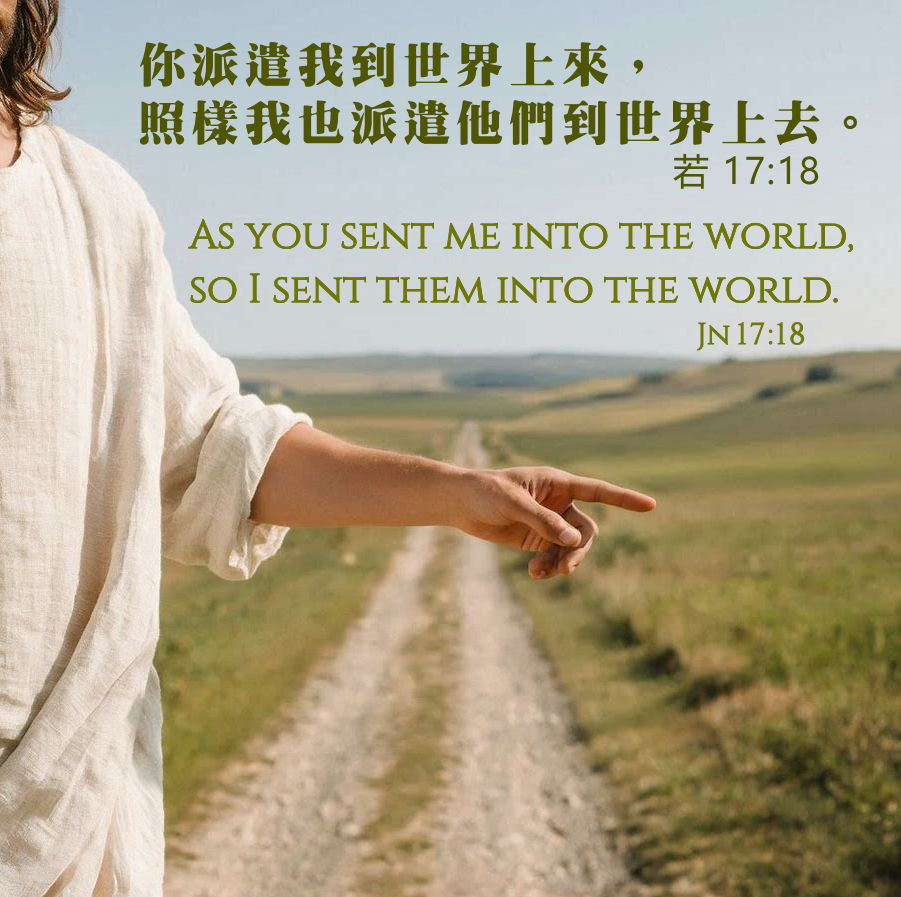 你派遣我到世界上來，
照樣我也派遣他們到世界上去。
若 17:18
AS YOU SENT ME INTO THE WORLD,
SO I SENT THEM INTO THE WORLD.
JN 17:18